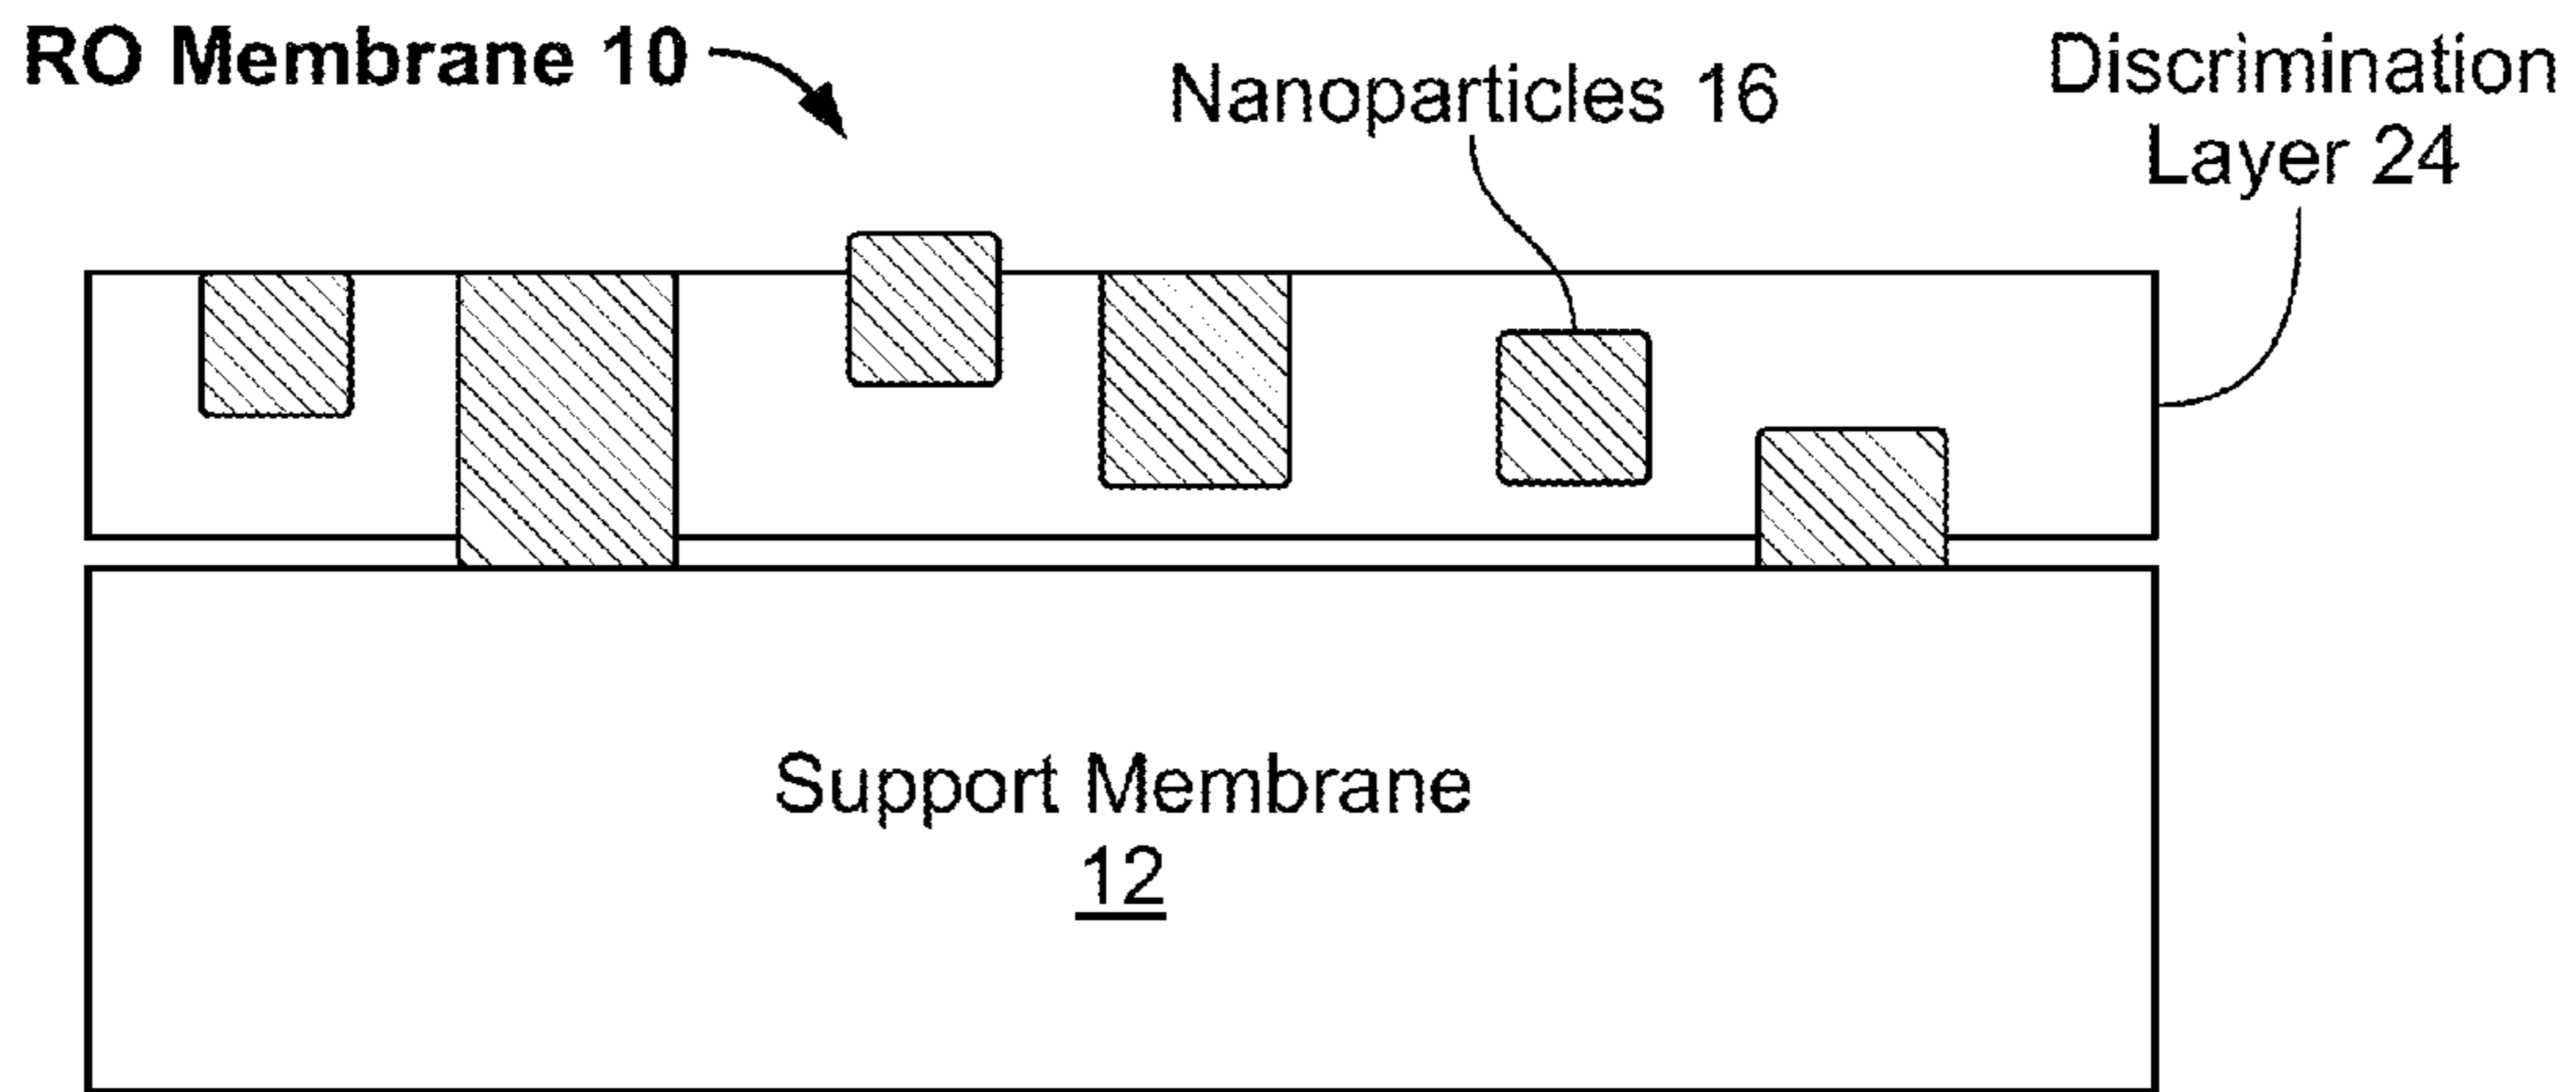 RO Membrane 10
Nanoparticles 16
Discrimination
Layer 24
Support Membrane
12